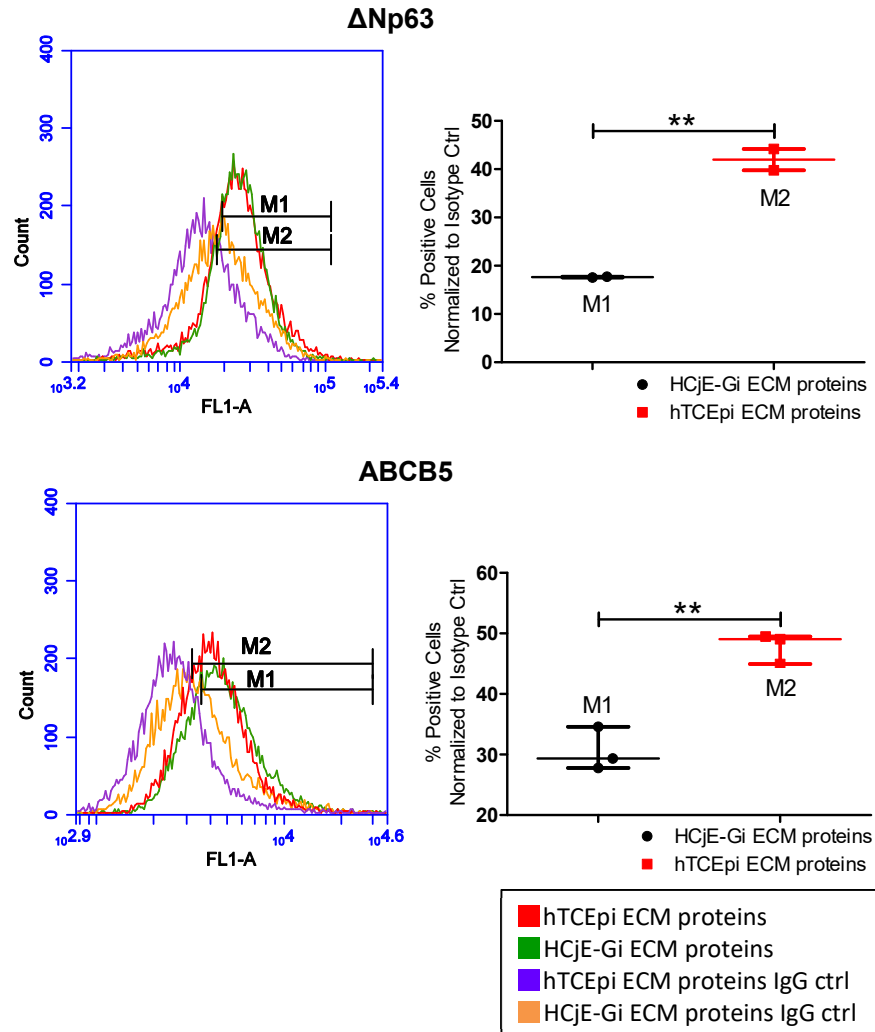 ΔNp63
400
300
200
100
0
Count
M1
M2
10^3.2
10^4
10^5
10^5.4
FL1-A
50
40
30
20
10
0
% Positive Cells
Normalized to Isotype Ctrl
**
M2
M1
HCjE-Gi ECM proteins
hTCEpi ECM proteins
ABCB5
400
300
200
100
0
Count
M2
M1
10^2.9
10^4
10^4.6
FL1-A
60
50
40
30
20
% Positive Cells
Normalized to Isotype Ctrl
**
M1
M2
HCjE-Gi ECM proteins
hTCEpi ECM proteins
hTCEpi ECM proteins
HCjE-Gi ECM proteins
hTCEpi ECM proteins IgG ctrl
HCjE-Gi ECM proteins IgG ctrl